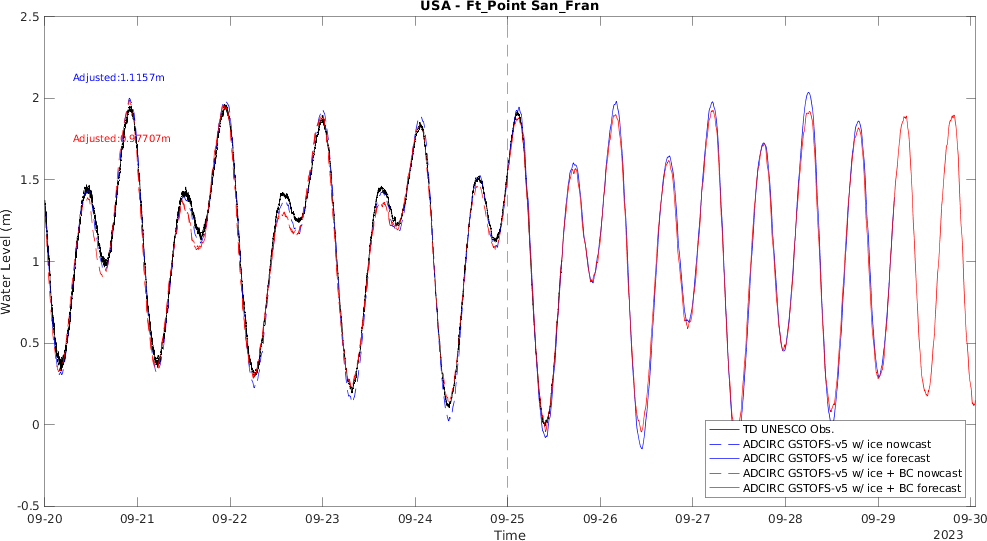 USA - Ft_Point San_Fran
Adjusted:1.1157m
Adjusted:0.97707m
Water Level (m)
2.5
2
1.5
1
0.5
0
-0.5
TD UNESCO Obs.
ADCIRC GSTOFS-v5 w/ ice nowcast
ADCIRC GSTOFS-v5 w/ ice forecast
ADCIRC GSTOFS-v5 w/ ice + BC nowcast
ADCIRC GSTOFS-v5 w/ ice + BC forecast
09-20 09-21 09-22 09-23 09-24 09-25 09-26 09-27 09-28 09-29 09-30
Time
2023